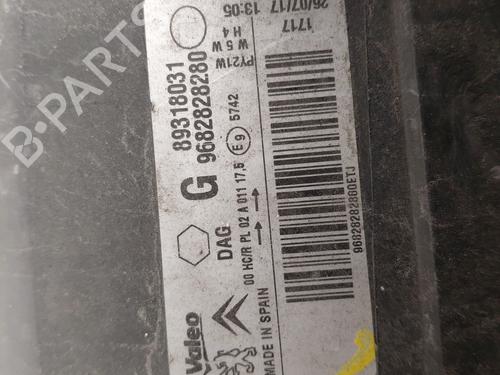 Valeo
DAG
G
89318031
9682828280
H4
W5W
PY21W
26/07/17 13:05
1717
00 HC/R PL 02 A 011 17,5
E9
5742
MADE IN SPAIN
9682828280ETJ
B-Parts